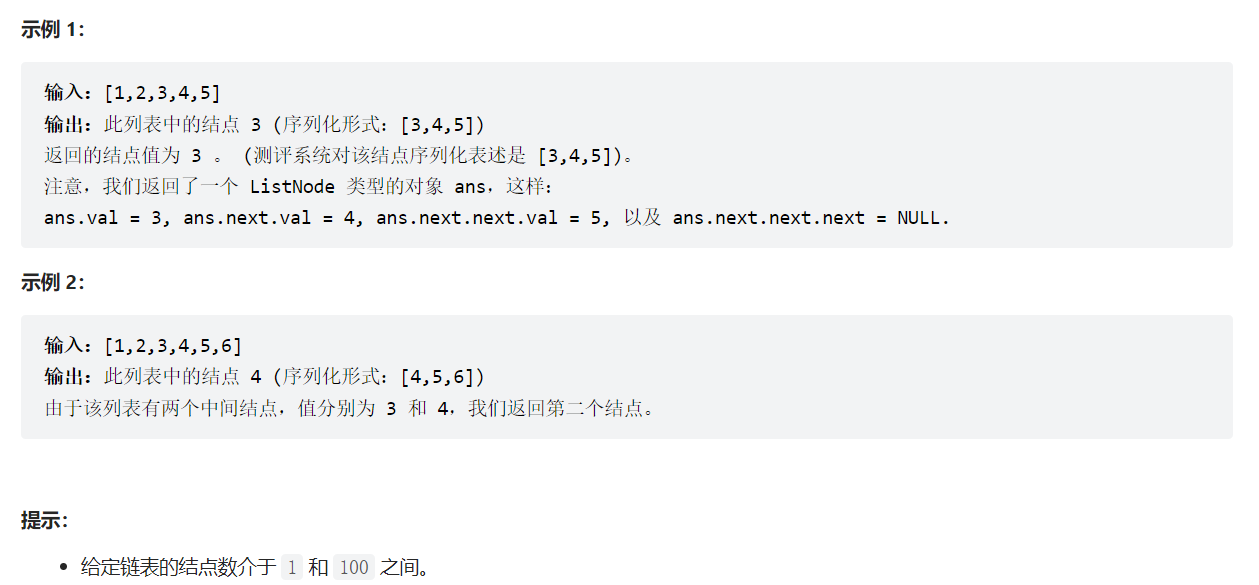 示例 1：
输入：[1,2,3,4,5]
输出：此列表中的结点 3 (序列化形式：[3,4,5])
返回的结点值为 3 。 (测评系统对该结点序列化表述是 [3,4,5])。
注意，我们返回了一个 ListNode 类型的对象 ans，这样：
ans.val = 3, ans.next.val = 4, ans.next.next.val = 5, 以及 ans.next.next.next = NULL.
示例 2：
输入：[1,2,3,4,5,6]
输出：此列表中的结点 4 (序列化形式：[4,5,6])
由于该列表有两个中间结点，值分别为 3 和 4，我们返回第二个结点。
提示：
• 给定链表的结点数介于 1 和 100 之间。